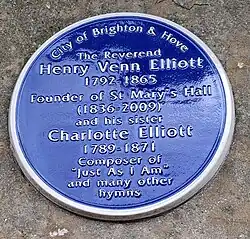 City of Brighton & Hove
The Reverend
Henry Venn Elliott
1792-1865
Founder of St Mary's Hall
(1836-2009)
and his sister
Charlotte Elliott
1789-1871
Composer of
"Just As I Am"
and many other
hymns